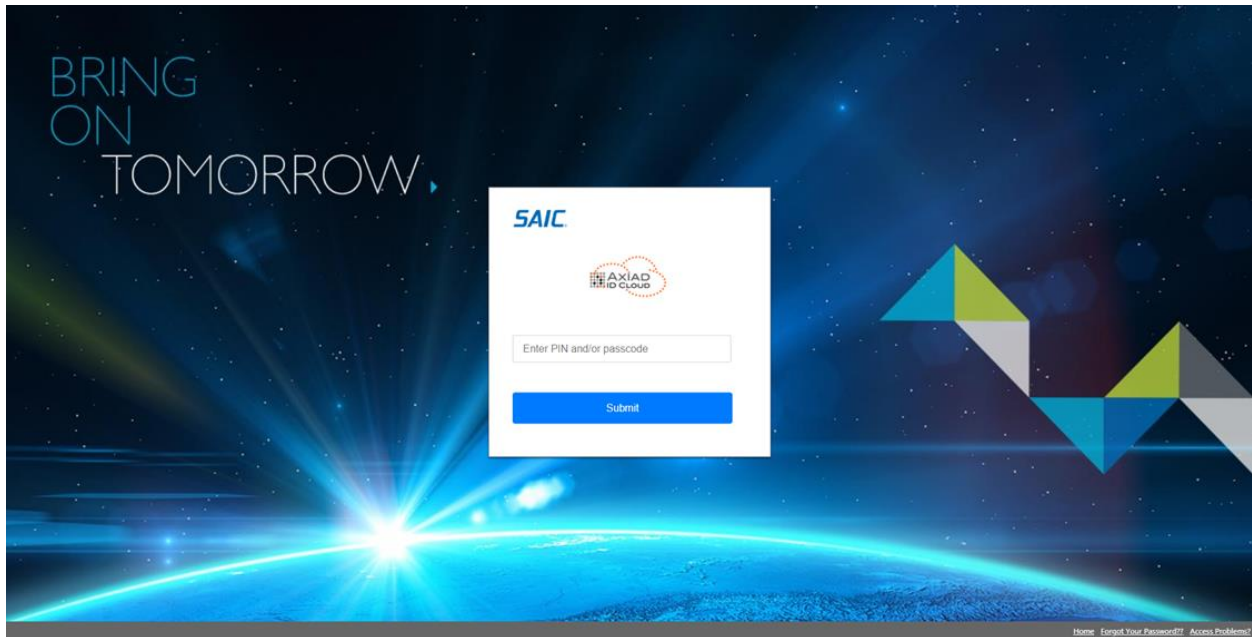 BRING
ON
TOMORROW
SAIC
AXIAD
ID CLOUD
Enter PIN and/or passcode
Submit
Home Forgot Your Password?? Access Problems?